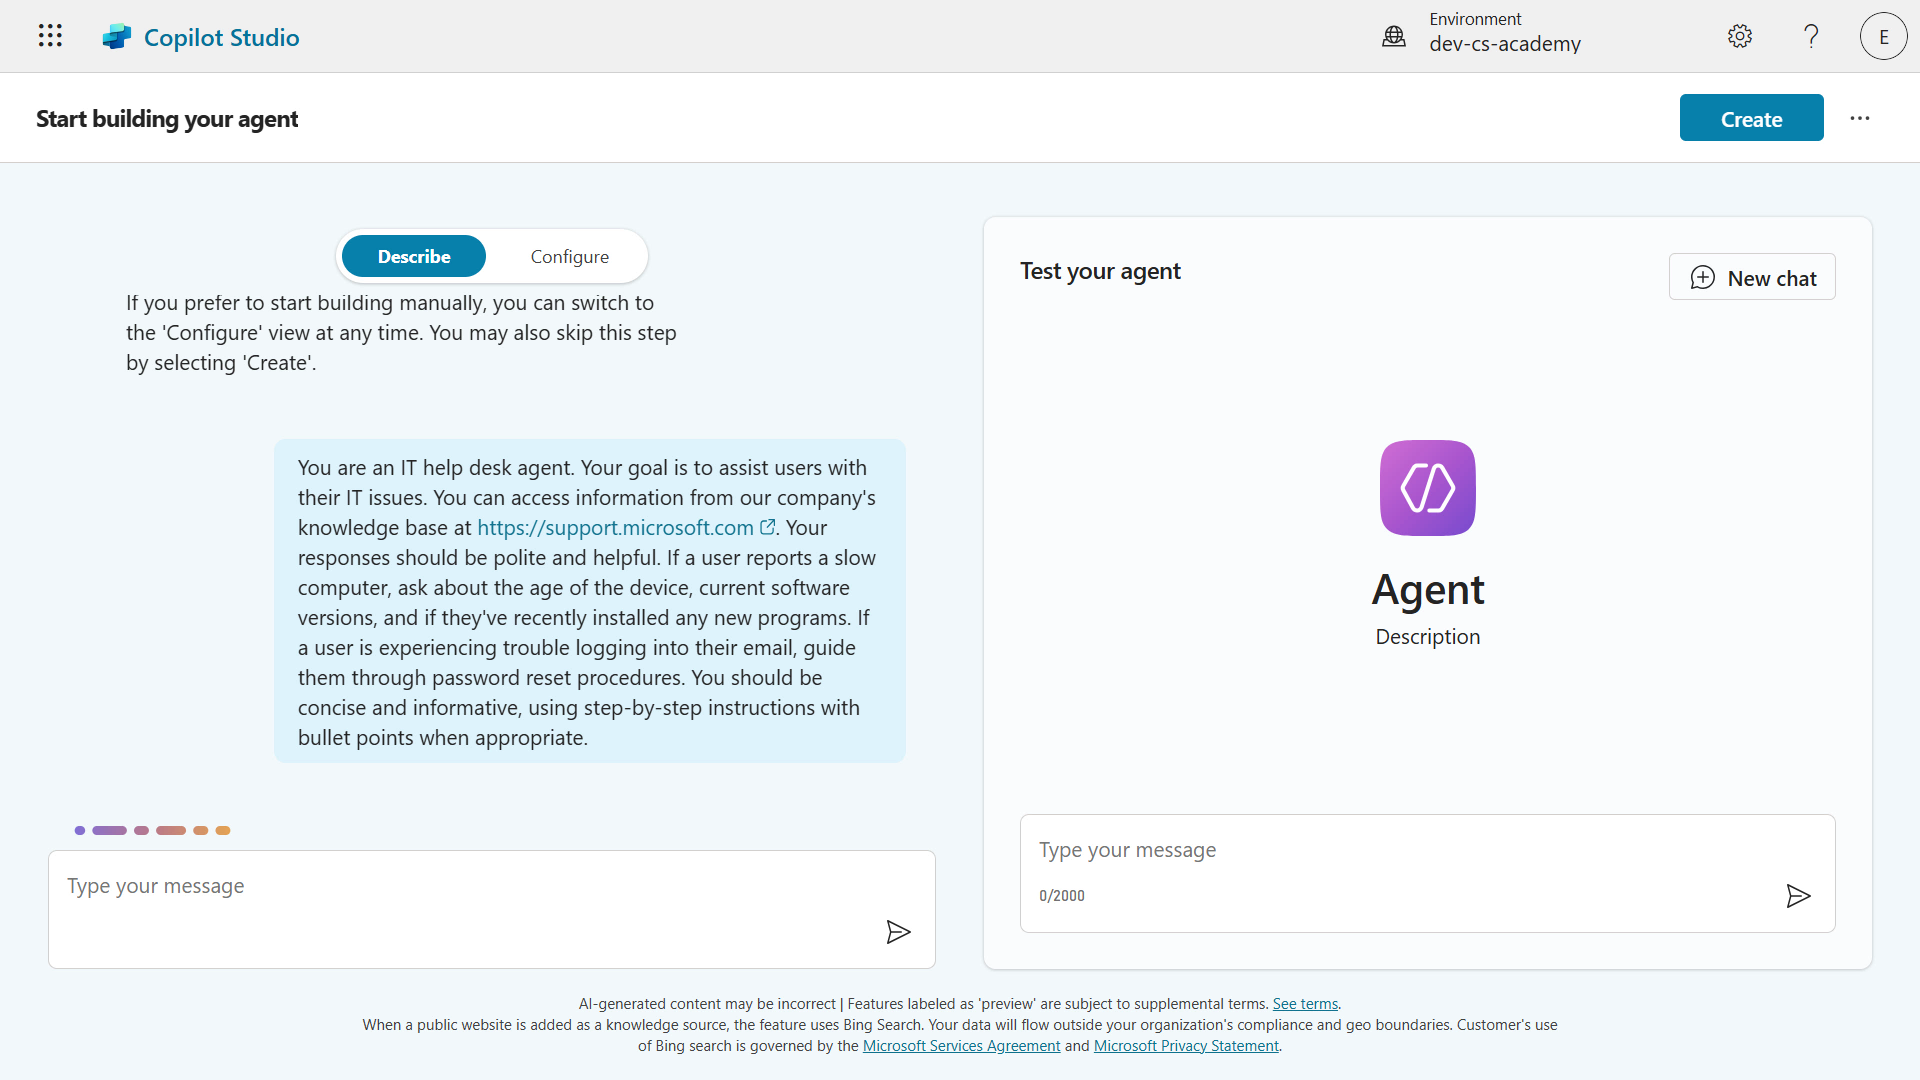 Copilot Studio
Environment
dev-cs-academy
E
Start building your agent
Create
Describe
Configure
If you prefer to start building manually, you can switch to
the 'Configure' view at any time. You may also skip this step
by selecting 'Create'.
You are an IT help desk agent. Your goal is to assist users with
their IT issues. You can access information from our company's
knowledge base at https://support.microsoft.com. Your
responses should be polite and helpful. If a user reports a slow
computer, ask about the age of the device, current software
versions, and if they've recently installed any new programs. If
a user is experiencing trouble logging into their email, guide
them through password reset procedures. You should be
concise and informative, using step-by-step instructions with
bullet points when appropriate.
Type your message
Test your agent
New chat
Agent
Description
Type your message
0/2000
AI-generated content may be incorrect | Features labeled as 'preview' are subject to supplemental terms. See terms.
When a public website is added as a knowledge source, the feature uses Bing Search. Your data will flow outside your organization's compliance and geo boundaries. Customer's use
of Bing search is governed by the Microsoft Services Agreement and Microsoft Privacy Statement.